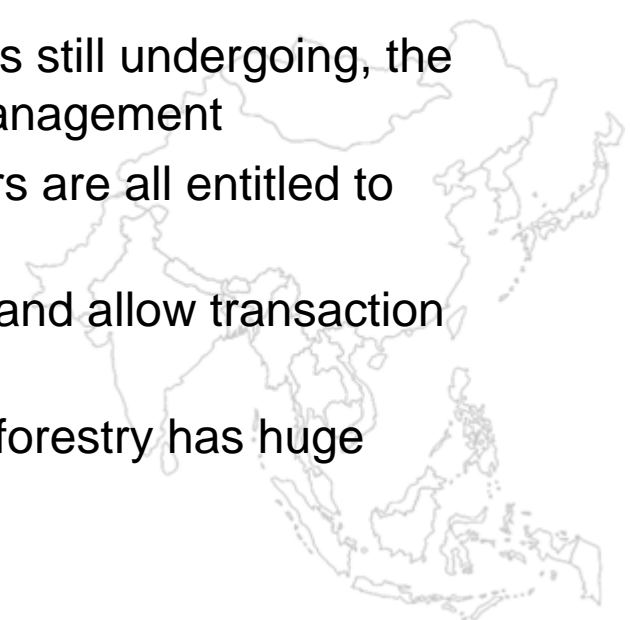 s still undergoing, the
anagement
rs are all entitled to
and allow transaction
forestry has huge